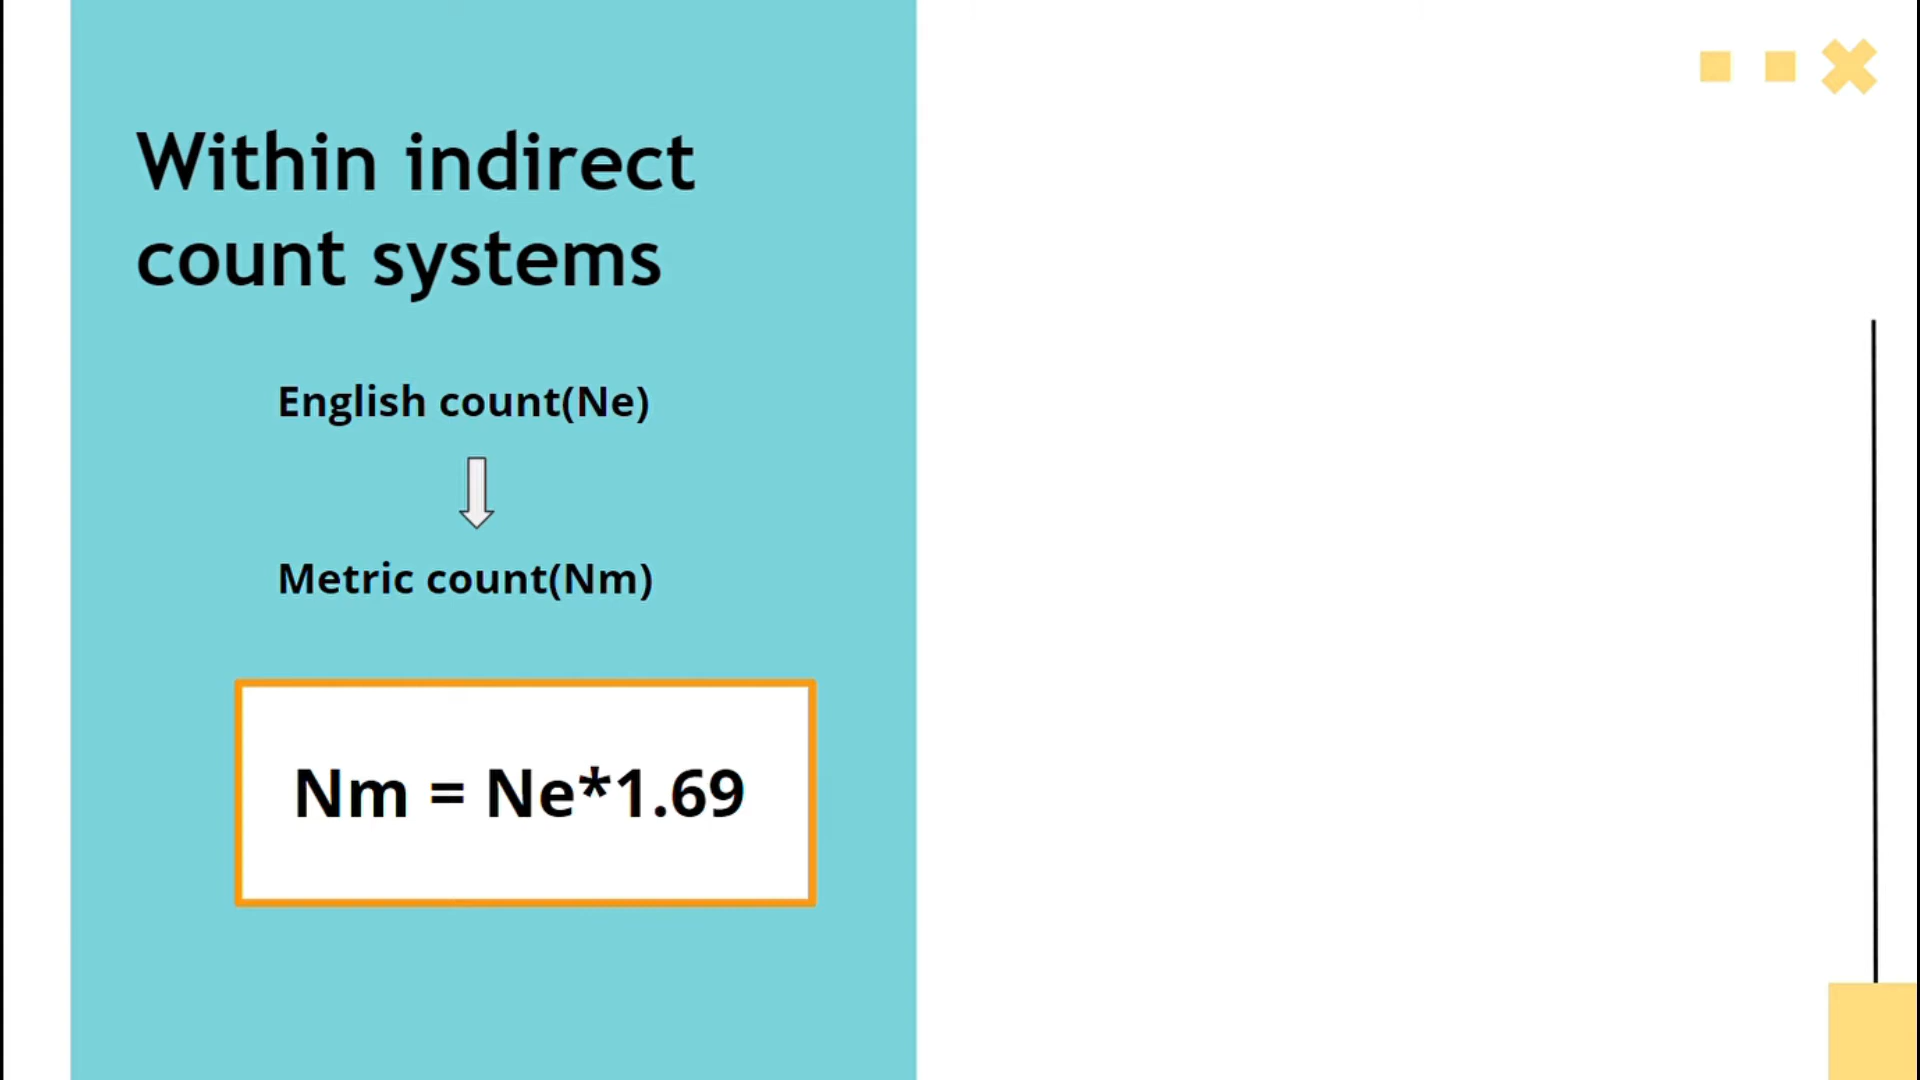 Within indirect
count systems
English count(Ne)
Metric count(Nm)
Nm = Ne*1.69